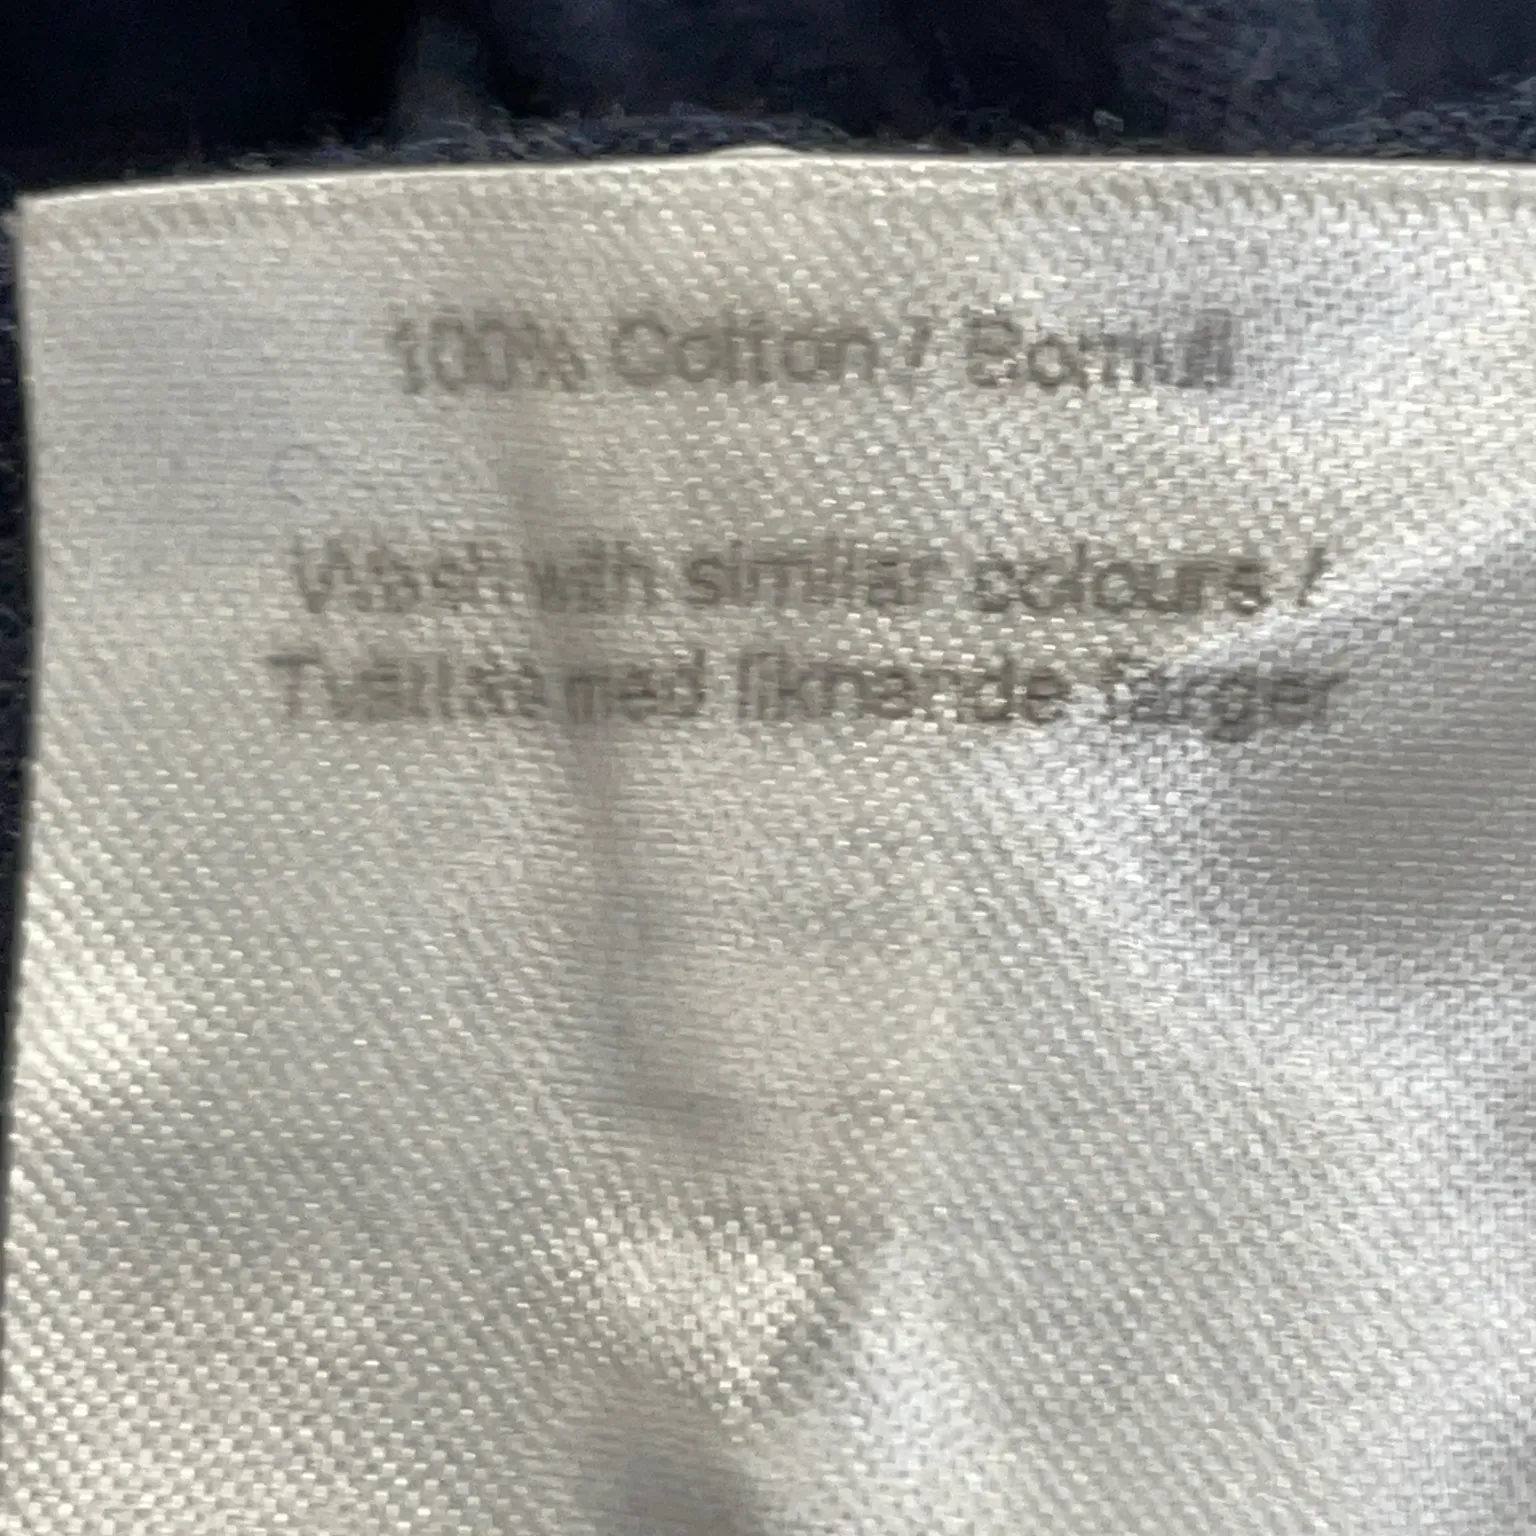 100% Cotton / Bomull
Wash with similar colours /
Tvättas med liknande färger